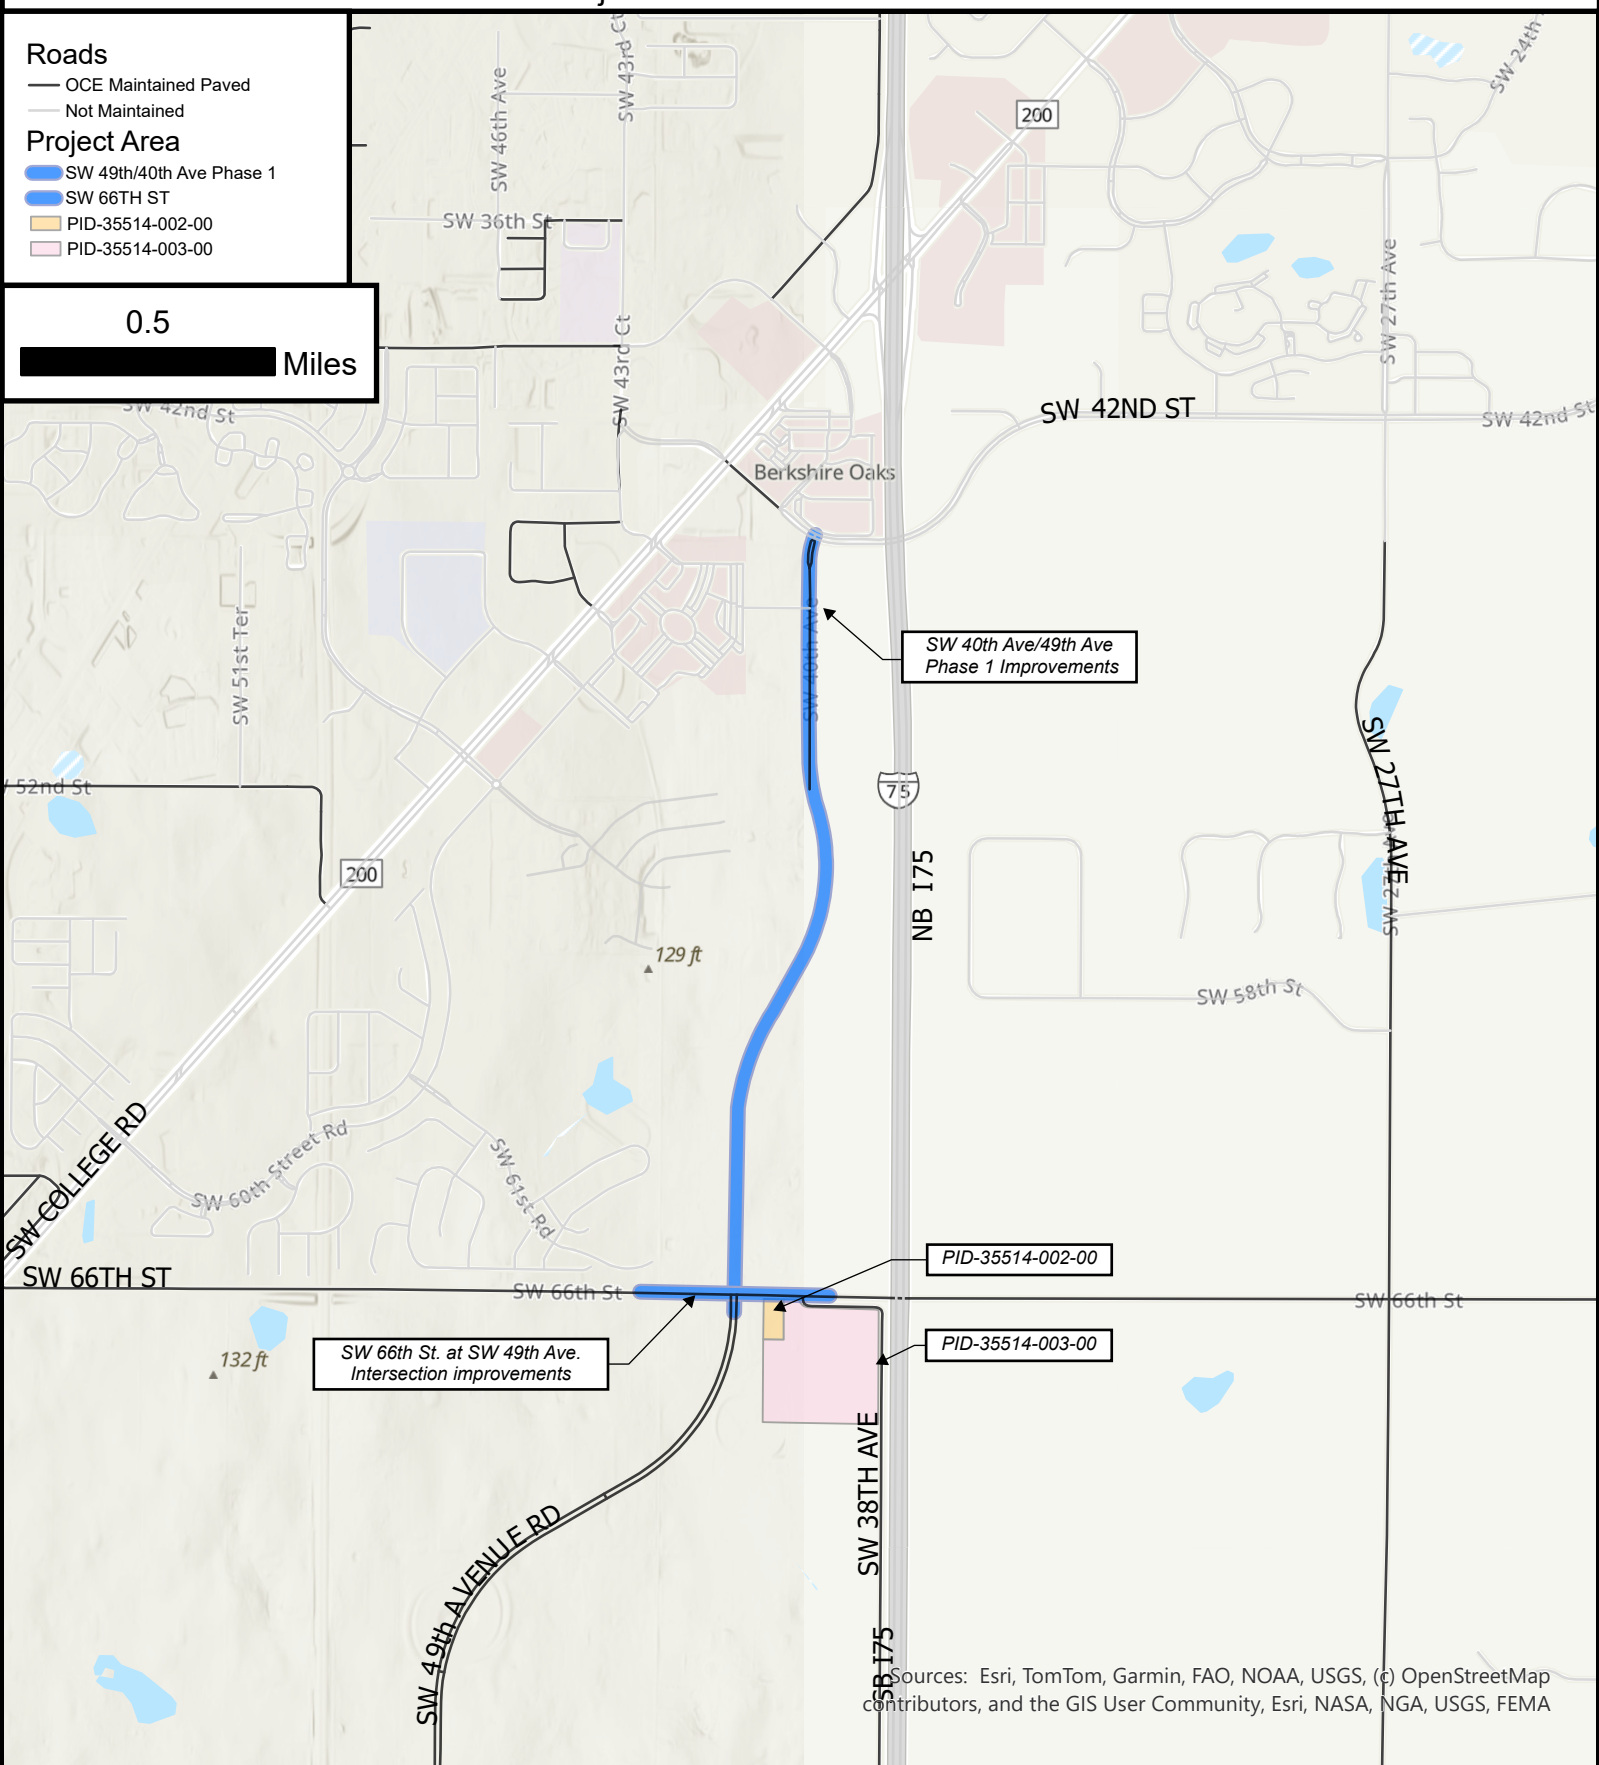 Roads
OCE Maintained Paved
Not Maintained
Project Area
SW 49th/40th Ave Phase 1
SW 66TH ST
PID-35514-002-00
PID-35514-003-00
0.5
Miles
SW 46th Ave
SW 43rd Ct
SW 24th
200
SW 36th St
SW 27th Ave
SW 43rd Ct
SW 42nd St
SW 42ND ST
SW 42nd St
Berkshire Oaks
SW 40th Ave/49th Ave
Phase 1 Improvements
SW 40th Ave
SW 51st Ter
SW 27TH AVE
SW 27th Ave
52nd St
75
200
NB I75
129 ft
SW 58th St
SW COLLEGE RD
SW 60th Street Rd
SW 61st Rd
PID-35514-002-00
SW 66TH ST
SW 66th St
SW 66th St
SW 66th St. at SW 49th Ave.
Intersection improvements
PID-35514-003-00
132 ft
SW 38TH AVE
SW 49th AVENUE RD
SB I75
Sources: Esri, TomTom, Garmin, FAO, NOAA, USGS, (c) OpenStreetMap
contributors, and the GIS User Community, Esri, NASA, NGA, USGS, FEMA